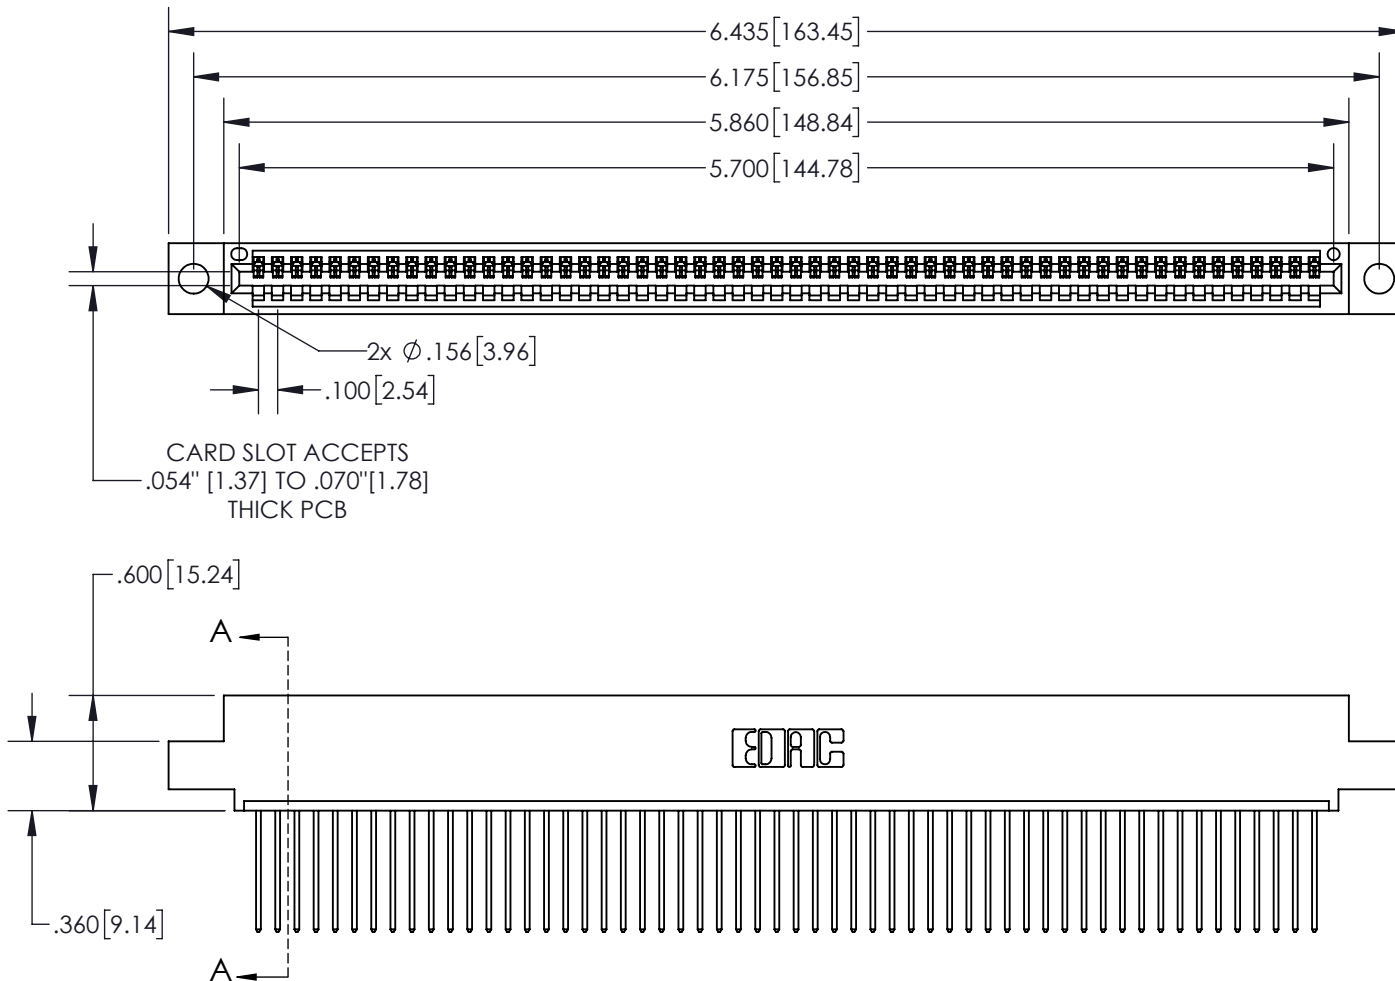 6.435[163.45]
6.175[156.85]
5.860[148.84]
5.700[144.78]
2x Ø.156[3.96]
.100[2.54]
CARD SLOT ACCEPTS
.054" [1.37] TO .070"[1.78]
THICK PCB
.600[15.24]
A
EDAC
.360[9.14]
A